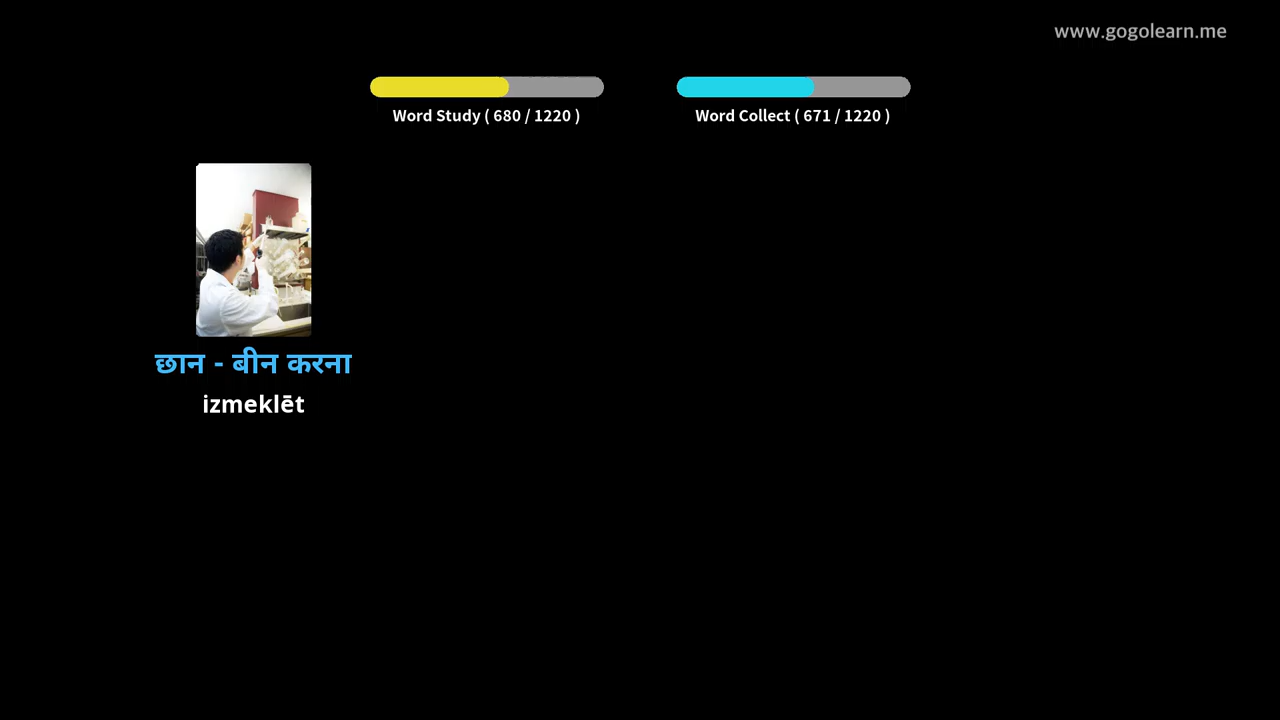 www.gogolearn.me
Word Study ( 680 / 1220 )
Word Collect ( 671 / 1220 )
छान - बीन करना
izmeklēt